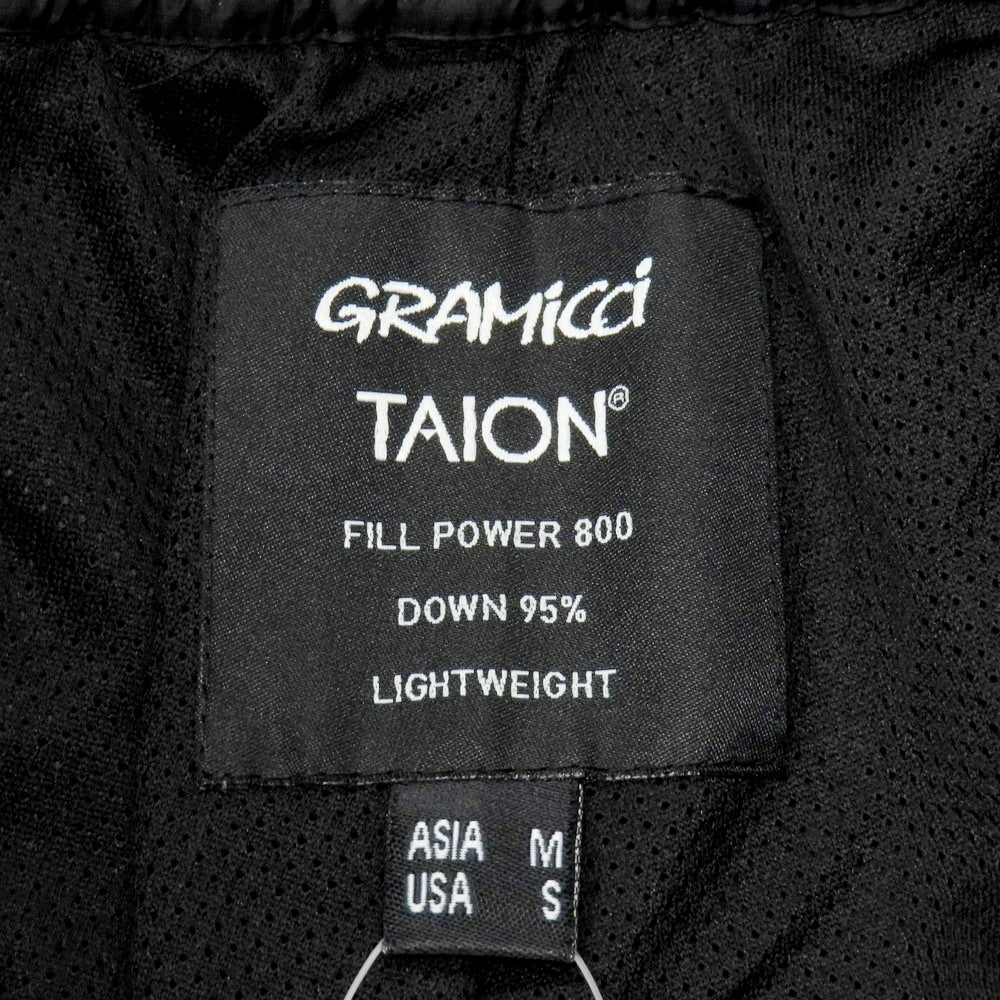 GRAMicci
TAION®
FILL POWER 800
DOWN 95%
LIGHTWEIGHT
ASIA M
USA S